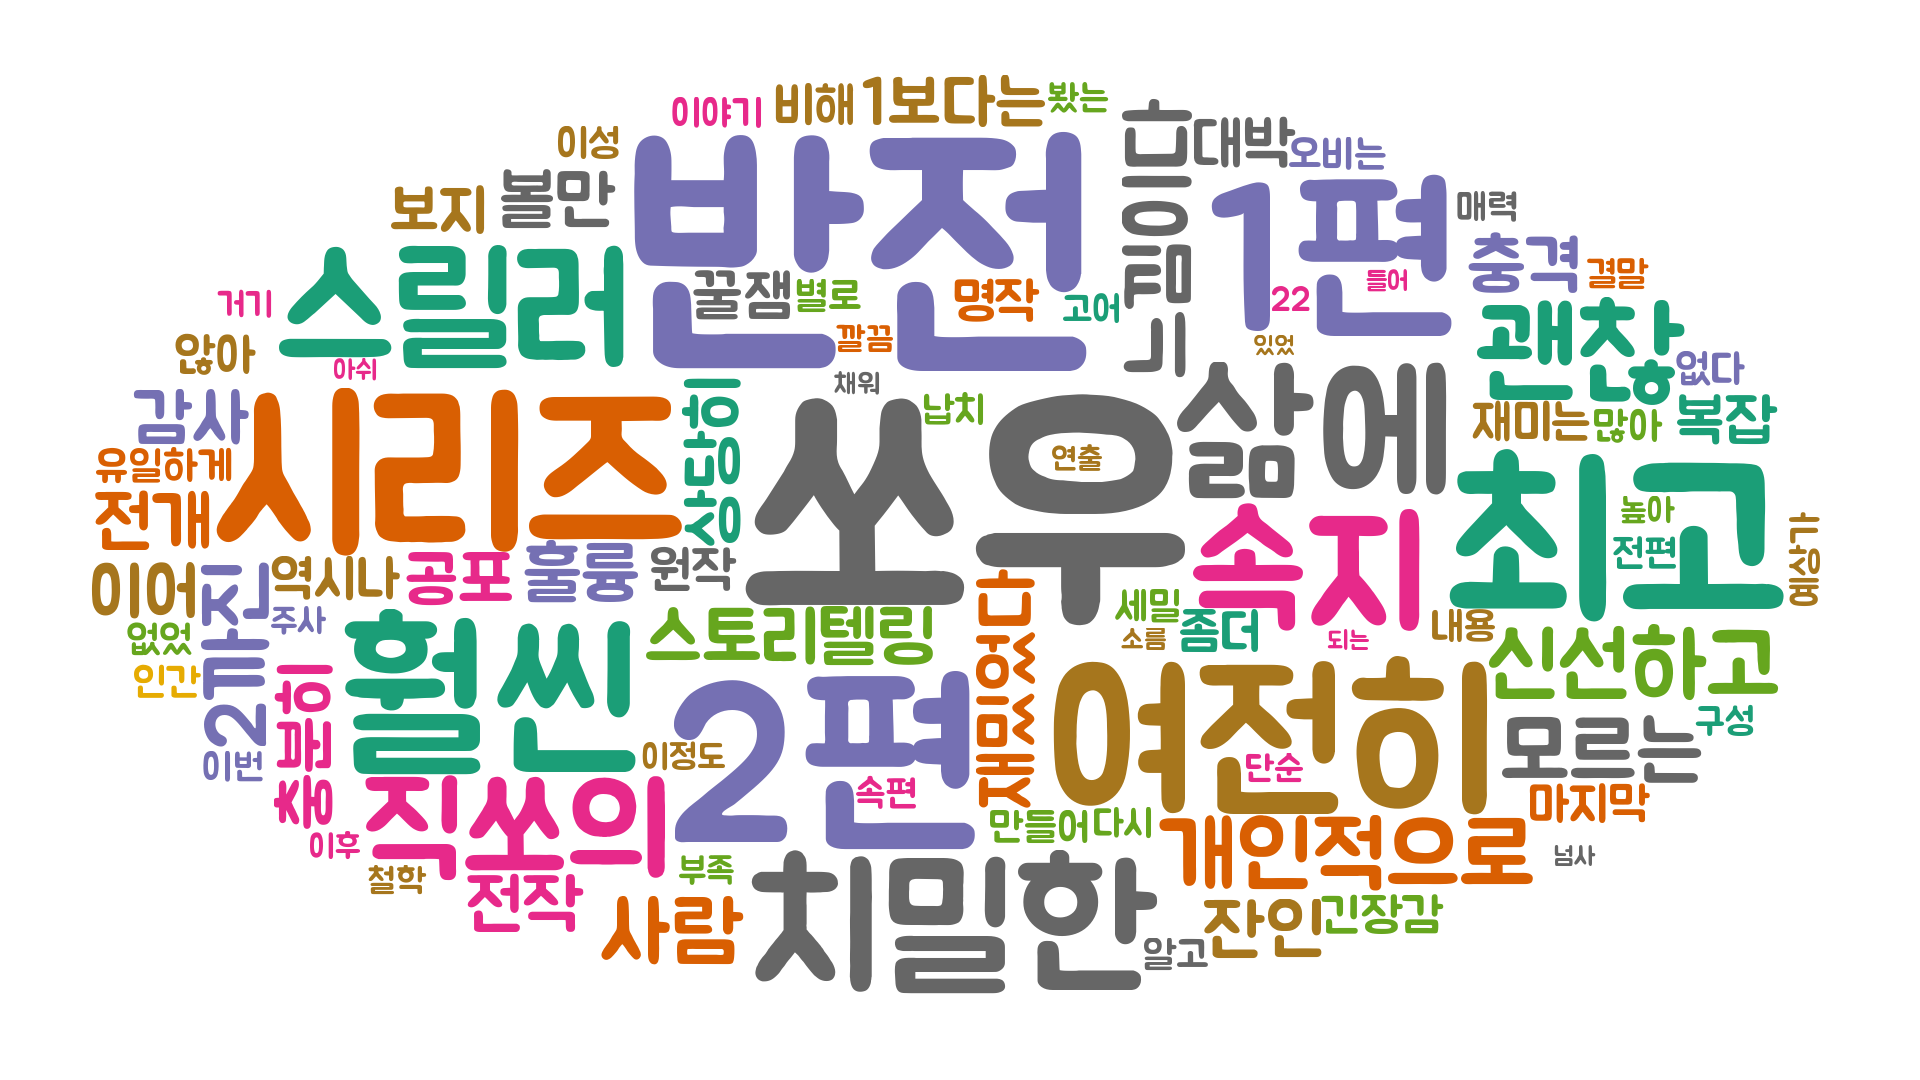 이야기
비해
1보다는
봤는
이성
반전
느낌이다
대박
오비는
보지
볼만
1편
매력
스릴러
꿀잼
별로
명작
고어
22
들어
충격
결말
거기
깔끔
않아
아쉬
채워
있었
괜찮
없다
감사
시리즈
상당히
쏘우
납치
연출
삶에
재미는
많아
복잡
유일하게
전개
속지
최고
높아
전편
이어
2까진
역시나
공포
훌륭
원작
주사
없었
인간
훨씬
스토리텔링
재밌었다
세밀
소름
좀더
되는
내용
신선하고
충분히
이번
2편
이정도
속편
여전히
단순
모르는
구성
마지막
직쏘의
이후
철학
전작
부족
만들어
다시
개인적으로
넘사
사람
치밀한
알고
잔인
긴장감